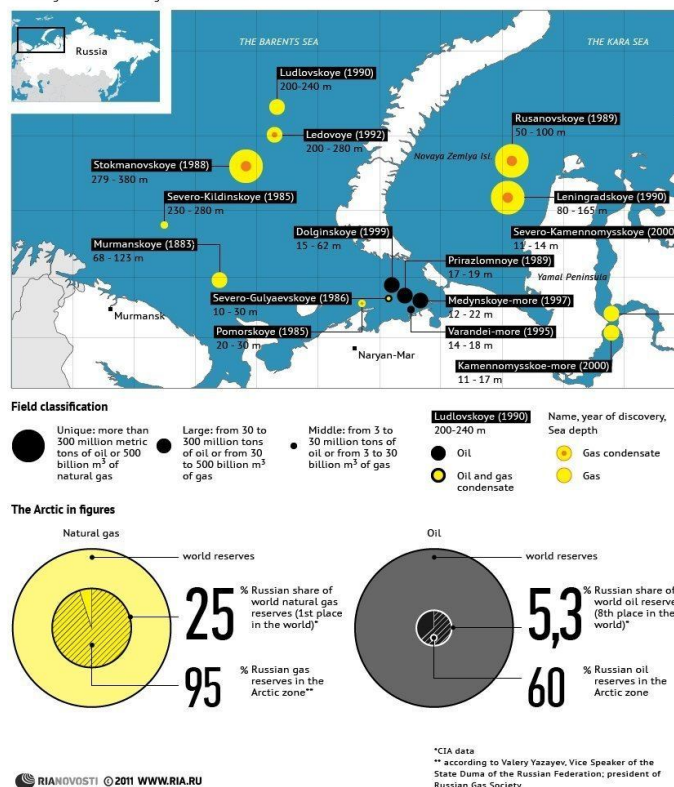 Russia
THE BARENTS SEA
THE KARA SEA
Ludlovskoye (1990)
200-240 m
Ledovoye (1992)
200 - 280 m
Rusanovskoye (1989)
50 - 100 m
Novaya Zemlya Isl.
Stokmanovskoye (1988)
279 - 380 m
Severo-Kildinskoye (1985)
230 - 280 m
Leningradskoye (1990)
80 - 165 m
Dolginskoye (1999)
15 - 62 m
Severo-Kamennomysskoye (2000)
11 - 14 m
Murmanskoye (1883)
68 - 123 m
Prirazlomnoye (1989)
17 - 19 m
Yamal Peninsula
Severo-Gulyaevskoye (1986)
10 - 30 m
Medynskoye-more (1997)
12 - 22 m
Murmansk
Pomorskoye (1985)
20 - 30 m
Varandei-more (1995)
14 - 18 m
Naryan-Mar
Kamennomysskoe-more (2000)
11 - 17 m
Field classification
Unique: more than
300 million metric
tons of oil or 500
billion m³ of
natural gas
Large: from 30 to
300 million tons
of oil or from 30
to 500 billion m³
of gas
Middle: from 3 to
30 million tons of
oil or from 3 to 30
billion m³ of gas
Ludlovskoye (1990)
200-240 m
Name, year of discovery,
Sea depth
Oil
Gas condensate
Oil and gas
condensate
Gas
The Arctic in figures
Natural gas
world reserves
25 % Russian share of
world natural gas
reserves (1st place
in the world)*
95 % Russian gas
reserves in the
Arctic zone**
Oil
world reserves
5,3 % Russian share of
world oil reserve
(8th place in the
world)*
60 % Russian oil
reserves in the
Arctic zone
*CIA data
** according to Valery Yazayev, Vice Speaker of the
State Duma of the Russian Federation; president of
Russian Gas Society
RIANOVOSTI © 2011 WWW.RIA.RU